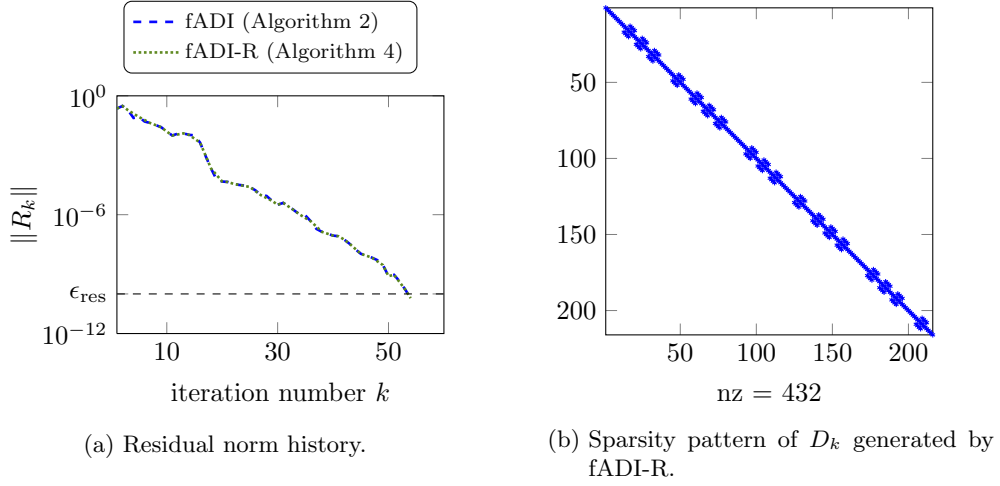 fADI (Algorithm 2)
fADI-R (Algorithm 4)
10^0
10^−6
ϵ_res
10^−12
‖R_k‖
10 30 50
iteration number k
(a) Residual norm history.
50
100
150
200
50 100 150 200
nz = 432
(b) Sparsity pattern of D_k generated by
fADI-R.